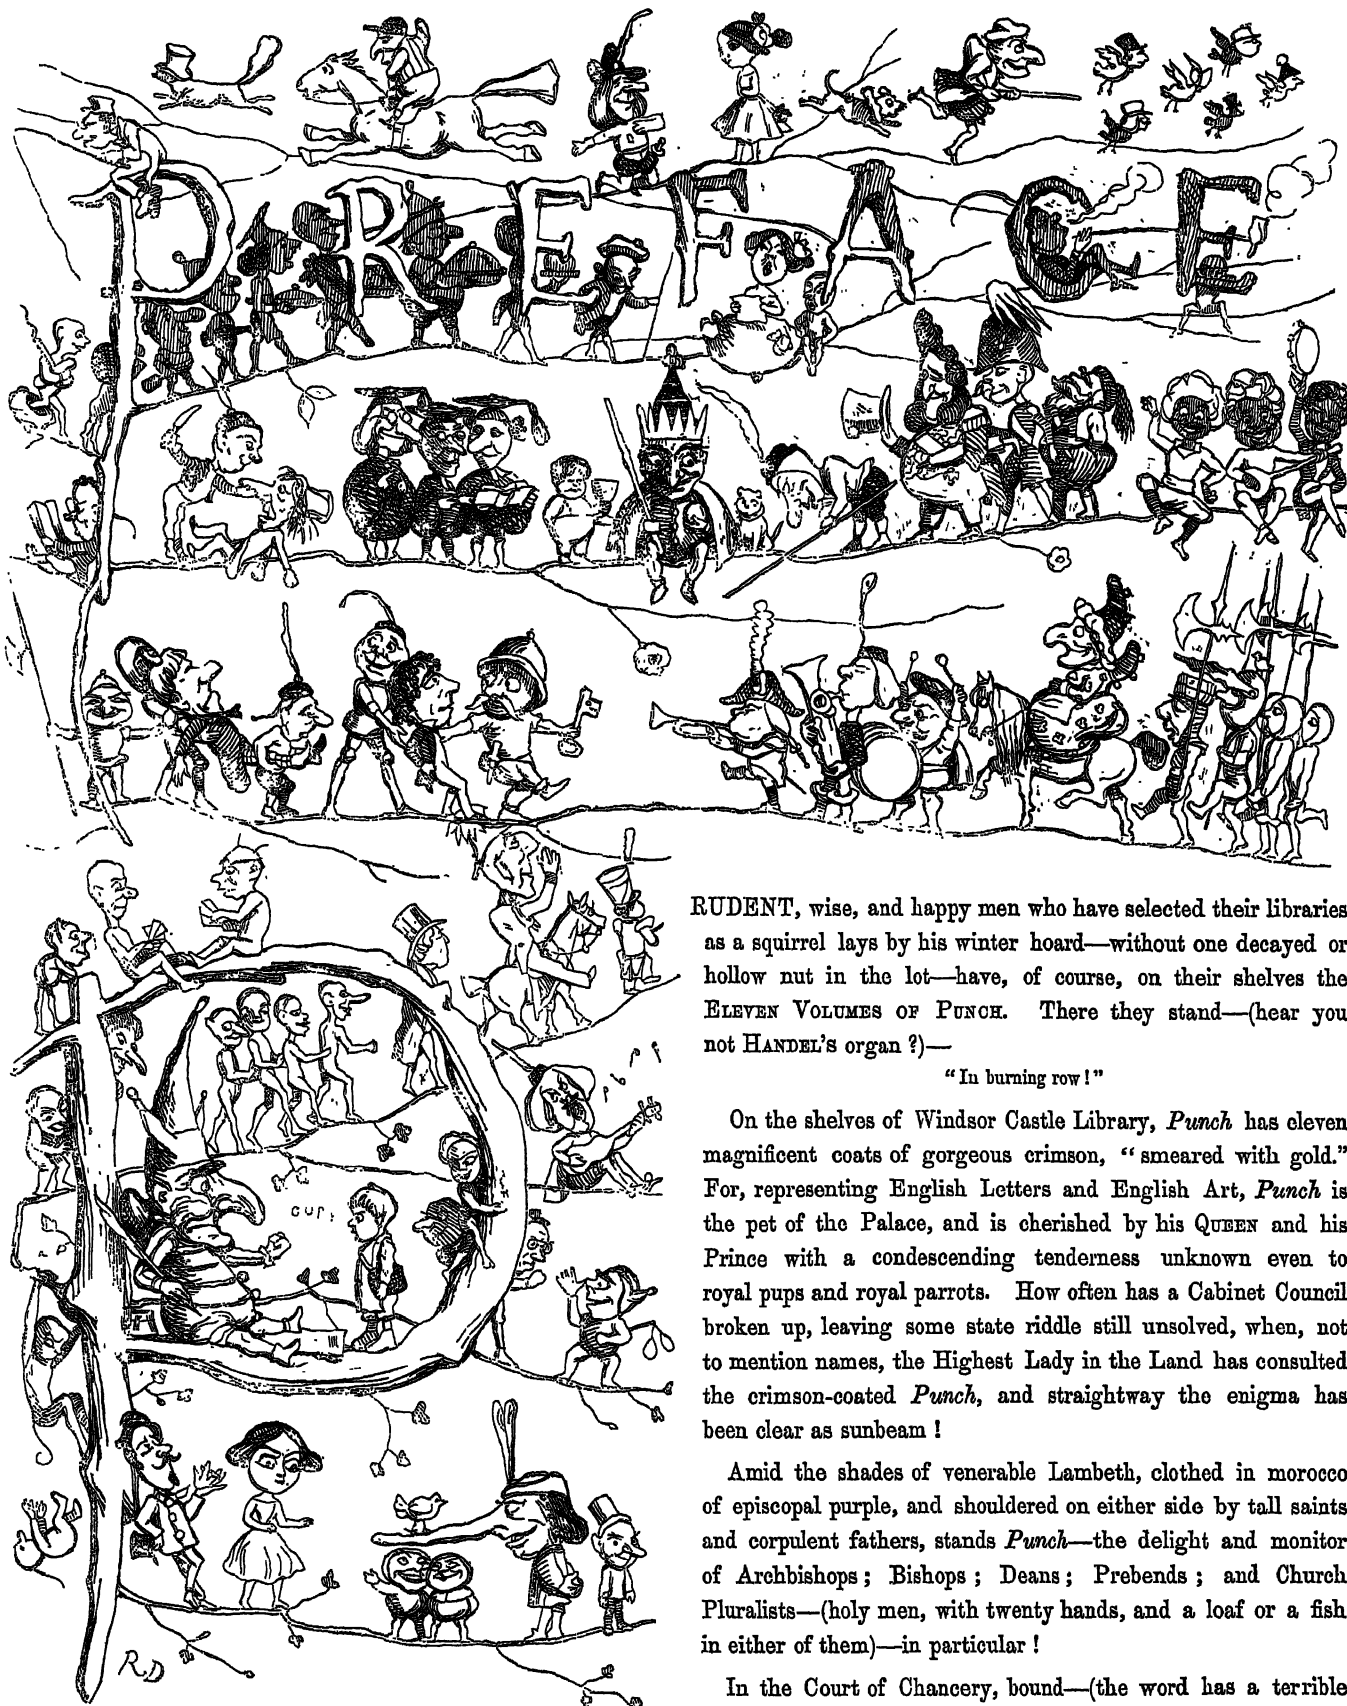 PREFACE
PRUDENT, wise, and happy men who have selected their libraries
as a squirrel lays by his winter hoard—without one decayed or
hollow nut in the lot—have, of course, on their shelves the
ELEVEN VOLUMES OF PUNCH. There they stand—(hear you
not HANDEL'S organ?)—
"In burning row!"
On the shelves of Windsor Castle Library, Punch has eleven
magnificent coats of gorgeous crimson, "smeared with gold."
For, representing English Letters and English Art, Punch is
the pet of the Palace, and is cherished by his QUEEN and his
Prince with a condescending tenderness unknown even to
royal pups and royal parrots. How often has a Cabinet Council
broken up, leaving some state riddle still unsolved, when, not
to mention names, the Highest Lady in the Land has consulted
the crimson-coated Punch, and straightway the enigma has
been clear as sunbeam!
Amid the shades of venerable Lambeth, clothed in morocco
of episcopal purple, and shouldered on either side by tall saints
and corpulent fathers, stands Punch—the delight and monitor
of Archbishops; Bishops; Deans; Prebends; and Church
Pluralists—(holy men, with twenty hands, and a loaf or a fish
in either of them)—in particular!
In the Court of Chancery, bound—(the word has a terrible
RD